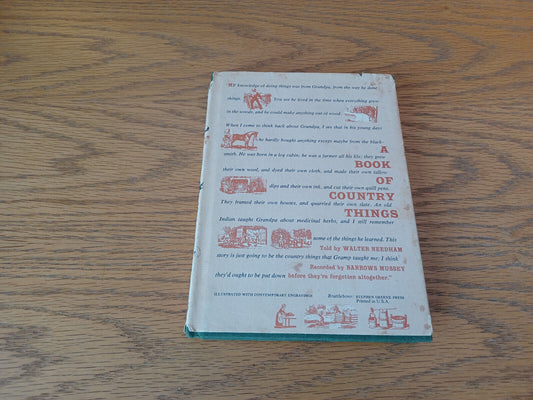 "MY knowledge of doing things was from Grandpa, from the way he done
things. You see he lived in the time when everything grew
in the woods, and he could make anything out of wood.
When I come to think back about Grandpa, I see that in his young days
he hardly bought anything except maybe from the black-
smith. He was born in a log cabin; he was a farmer all his life; they grew
their own wool, and dyed their own cloth, and made their own tallow
dips and their own ink, and cut their own quill pens.
They framed their own houses, and quarried their own slate. An old
Indian taught Grandpa about medicinal herbs, and I still remember
some of the things he learned. This
story is just going to be the country things that Gramp taught me; I think
they'd ought to be put down before they're forgotten altogether."
A
BOOK
OF
COUNTRY
THINGS
Told by WALTER NEEDHAM
Recorded by BARROWS MUSSEY
ILLUSTRATED WITH CONTEMPORARY ENGRAVINGS
Brattleboro: STEPHEN GREENE PRESS
Printed in U.S.A.